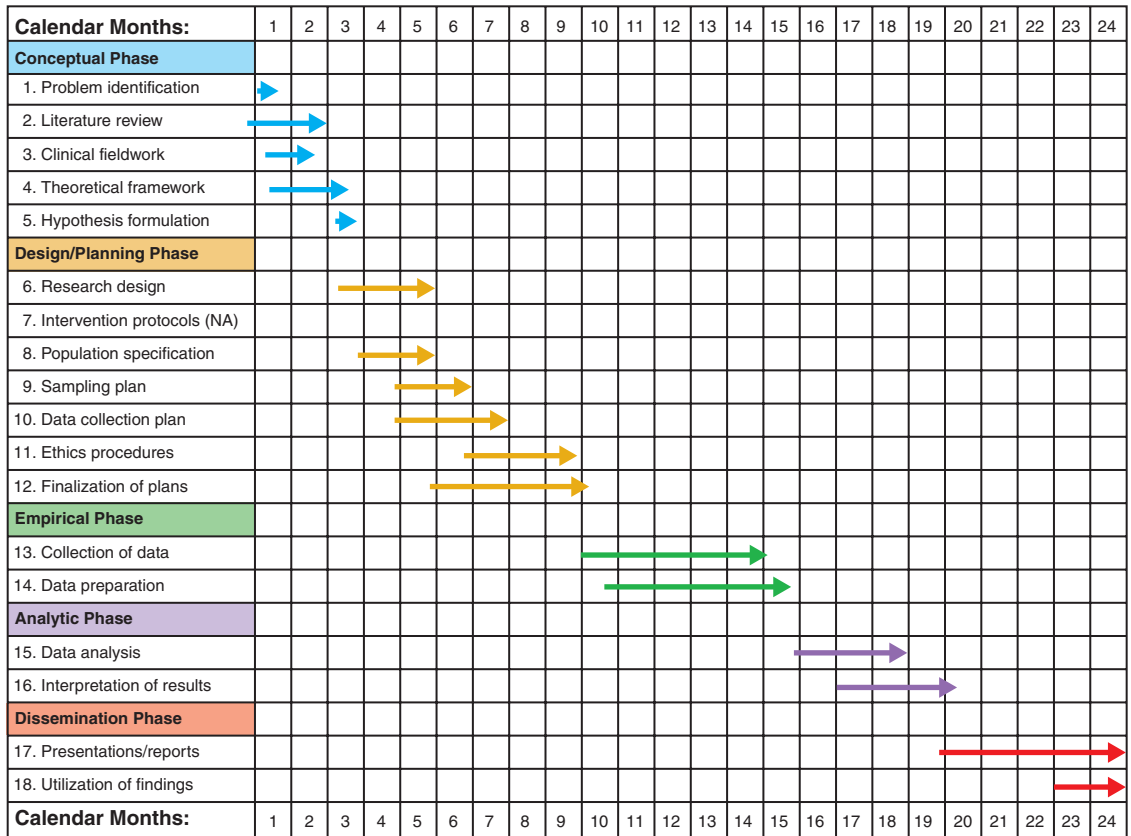 Calendar Months: 1 2 3 4 5 6 7 8 9 10 11 12 13 14 15 16 17 18 19 20 21 22 23 24
Conceptual Phase
1. Problem identification
2. Literature review
3. Clinical fieldwork
4. Theoretical framework
5. Hypothesis formulation
Design/Planning Phase
6. Research design
7. Intervention protocols (NA)
8. Population specification
9. Sampling plan
10. Data collection plan
11. Ethics procedures
12. Finalization of plans
Empirical Phase
13. Collection of data
14. Data preparation
Analytic Phase
15. Data analysis
16. Interpretation of results
Dissemination Phase
17. Presentations/reports
18. Utilization of findings
Calendar Months: 1 2 3 4 5 6 7 8 9 10 11 12 13 14 15 16 17 18 19 20 21 22 23 24